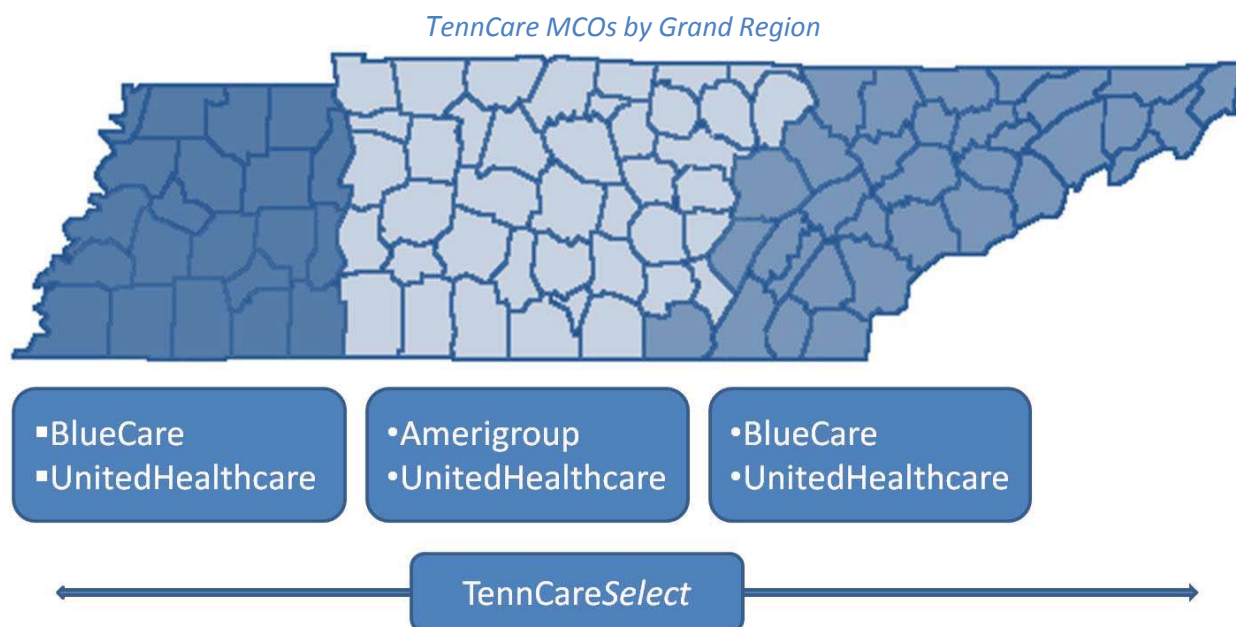 TennCare MCOs by Grand Region
▪BlueCare
▪UnitedHealthcare
•Amerigroup
•UnitedHealthcare
•BlueCare
•UnitedHealthcare
TennCareSelect